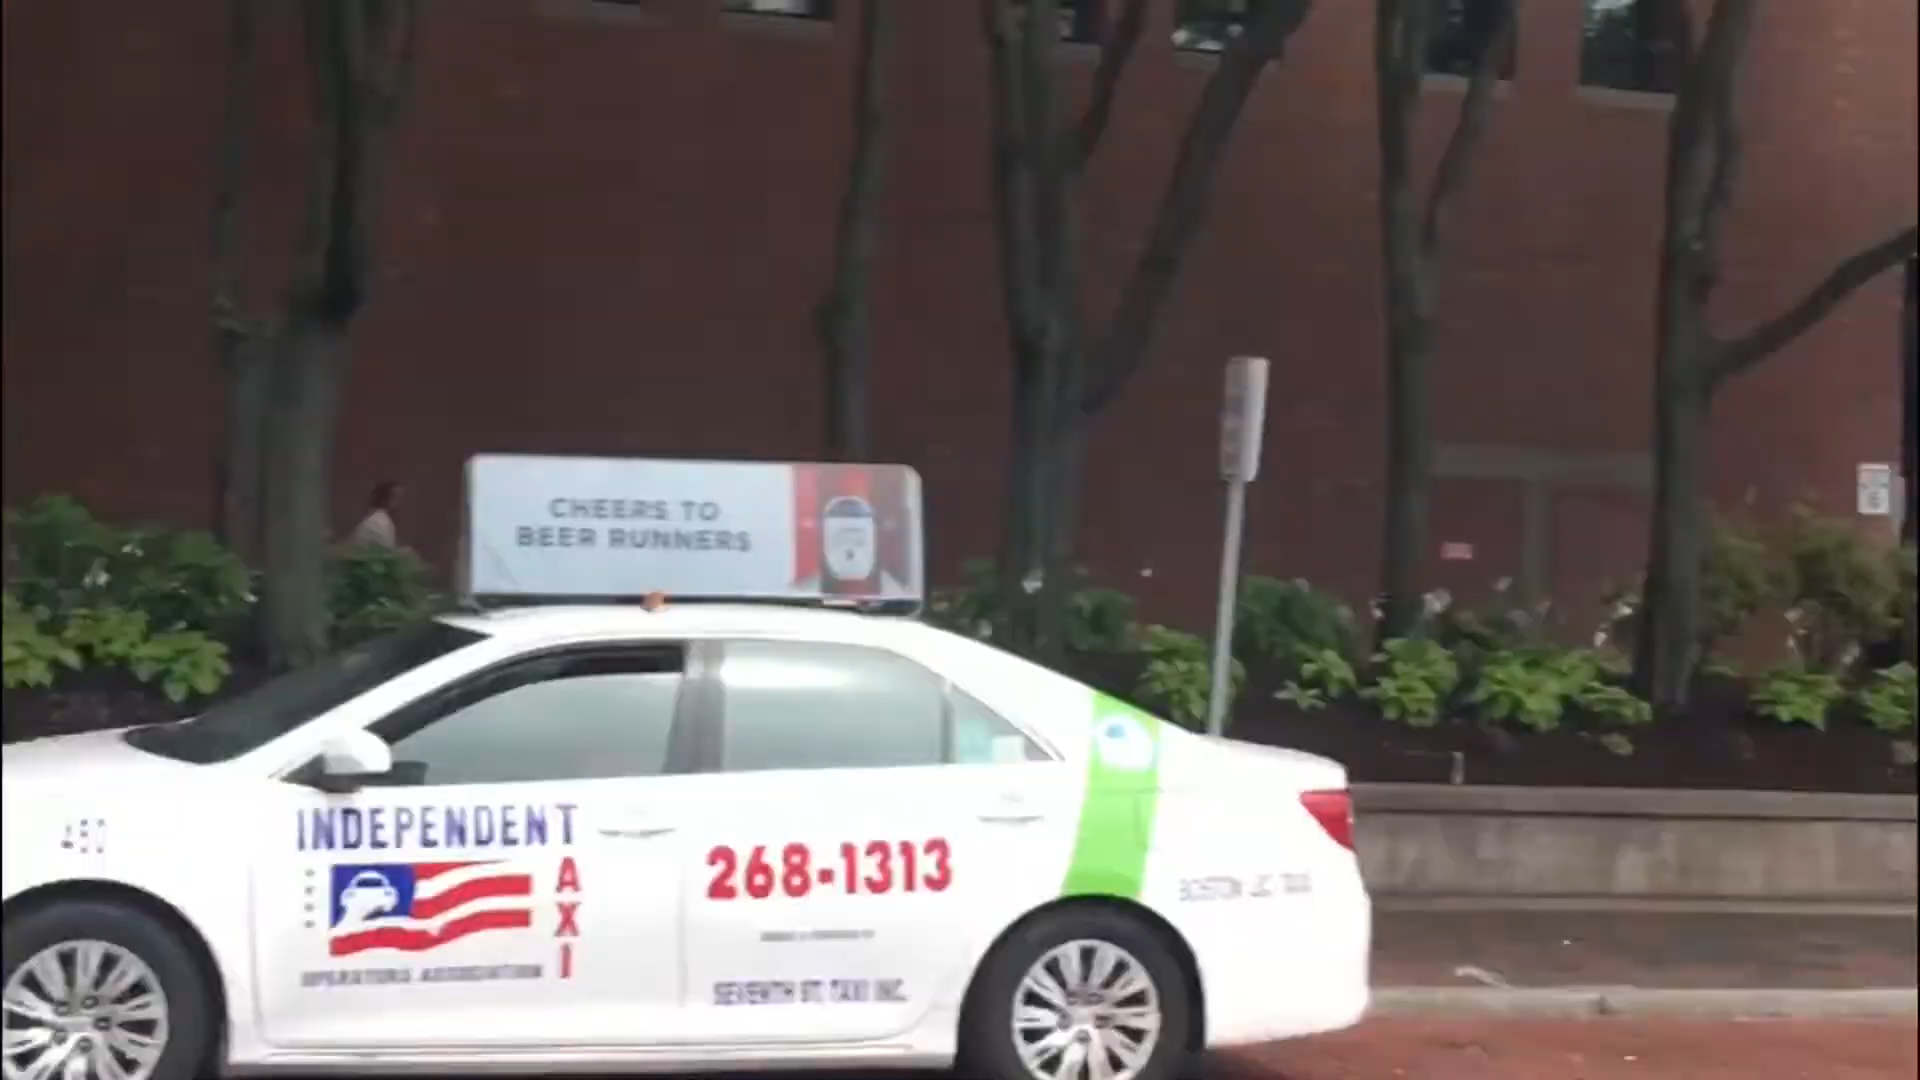 CHEERS TO
BEER RUNNERS
INDEPENDENT
TAXI
OPERATORS ASSOCIATION
268-1313
SEVENTH ST. TAXI INC.